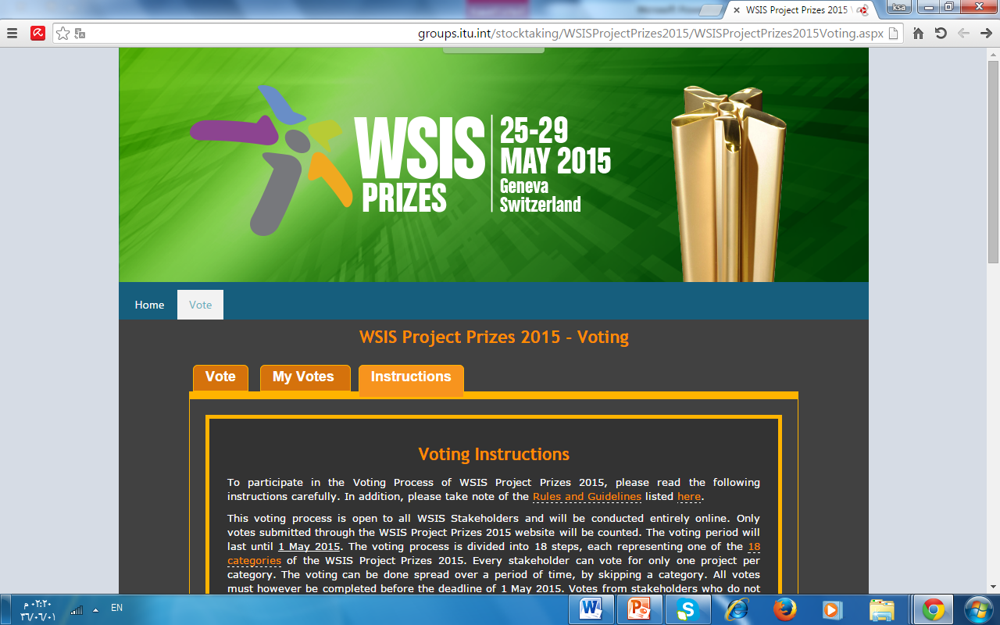 WSIS Project Prizes 2015
ksa
groups.itu.int/stocktaking/WSISProjectPrizes2015/WSISProjectPrizes2015Voting.aspx
WSIS
PRIZES
25-29
MAY 2015
Geneva
Switzerland
Home Vote
WSIS Project Prizes 2015 - Voting
Vote My Votes Instructions
Voting Instructions
To participate in the Voting Process of WSIS Project Prizes 2015, please read the following
instructions carefully. In addition, please take note of the Rules and Guidelines listed here.
This voting process is open to all WSIS Stakeholders and will be conducted entirely online. Only
votes submitted through the WSIS Project Prizes 2015 website will be counted. The voting period will
last until 1 May 2015. The voting process is divided into 18 steps, each representing one of the 18
categories of the WSIS Project Prizes 2015. Every stakeholder can vote for only one project per
category. The voting can be done spread over a period of time, by skipping a category. All votes
must however be completed before the deadline of 1 May 2015. Votes from stakeholders who do not
٠٢:٢٠ م
٣٦/٠٦/٠١
EN